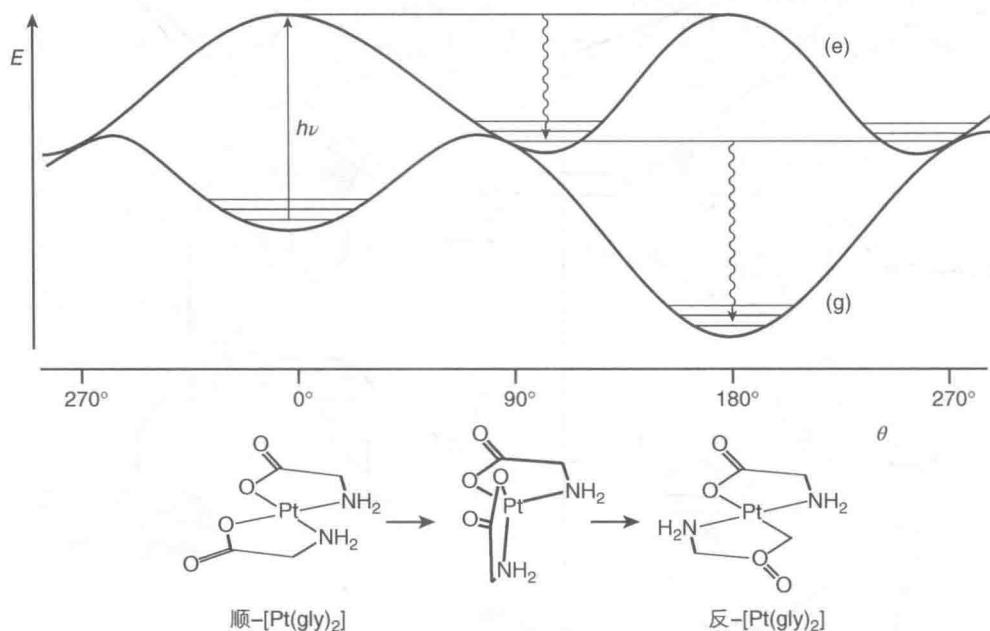 E
hν
(e)
(g)
270°
0°
90°
180°
270°
θ
O
O
Pt
NH₂
O
NH₂
O
O
O
O
Pt
NH₂
O
NH₂
O
O
Pt
NH₂
H₂N
O
O
顺–[Pt(gly)₂]
反–[Pt(gly)₂]